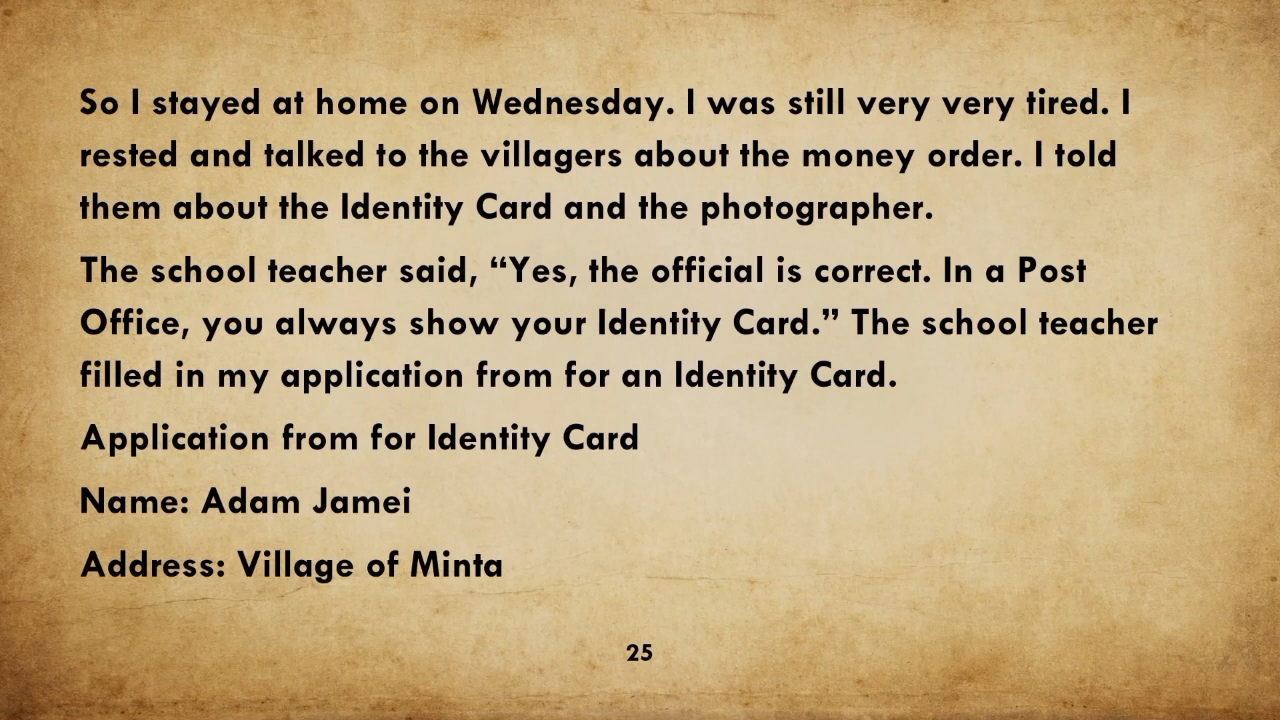 So I stayed at home on Wednesday. I was still very very tired. I
rested and talked to the villagers about the money order. I told
them about the Identity Card and the photographer.
The school teacher said, “Yes, the official is correct. In a Post
Office, you always show your Identity Card.” The school teacher
filled in my application from for an Identity Card.
Application from for Identity Card
Name: Adam Jamei
Address: Village of Minta
25